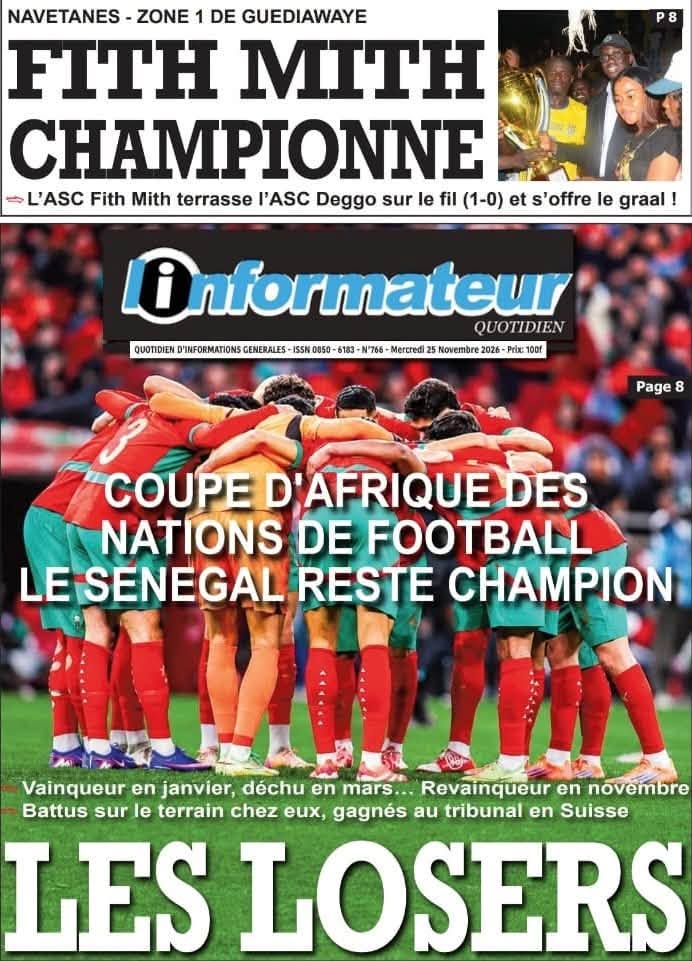 NAVETANES - ZONE 1 DE GUEDIAWAYE
P 8
FITH MITH
CHAMPIONNE
L'ASC Fith Mith terrasse l'ASC Deggo sur le fil (1-0) et s'offre le graal !
l'informateur
QUOTIDIEN
QUOTIDIEN D'INFORMATIONS GENERALES - ISSN 0850 - 6183 - N°766 - Mercredi 25 Novembre 2026 - Prix: 100f
Page 8
3
COUPE D'AFRIQUE DES
NATIONS DE FOOTBALL
LE SENEGAL RESTE CHAMPION
Vainqueur en janvier, déchu en mars... Revainqueur en novembre
Battus sur le terrain chez eux, gagnés au tribunal en Suisse
LES LOSERS